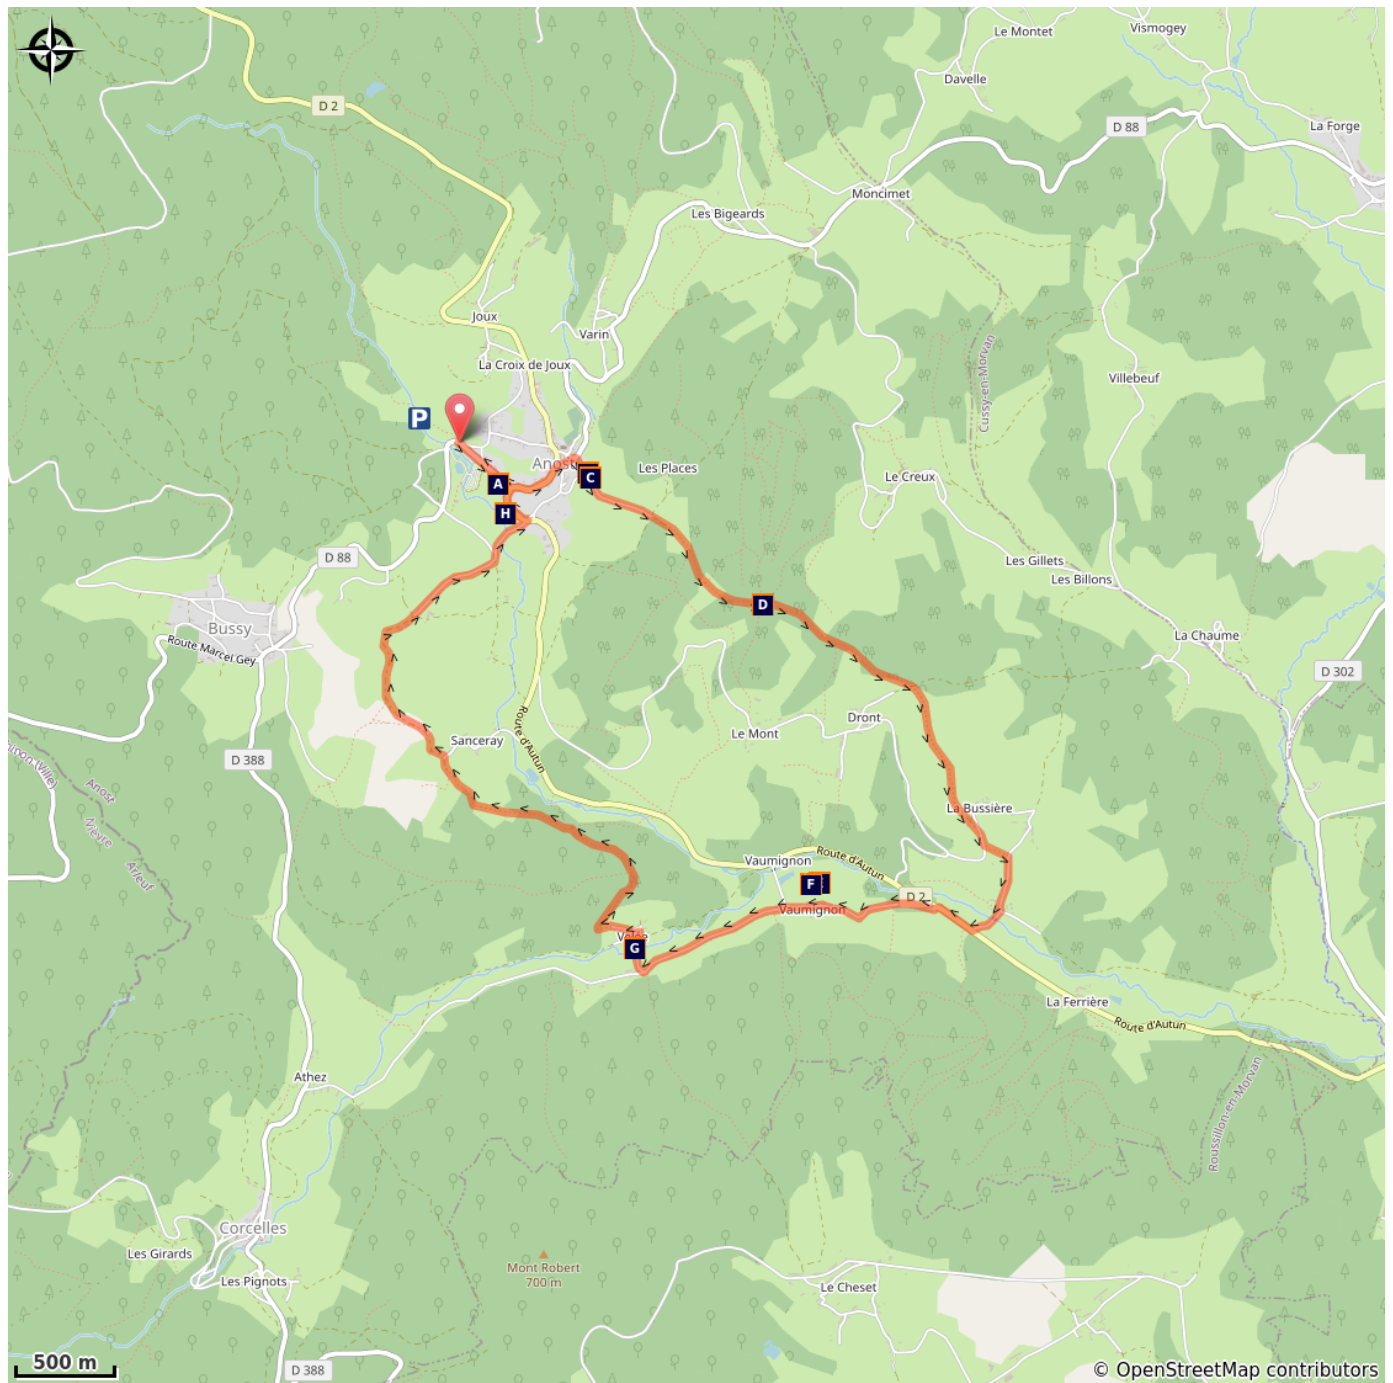 Le Montet
Vismogey
Davelle
D 2
D 88
La Forge
Moncimet
Les Bigeards
Joux
Varin
La Croix de Joux
Cussy-en-Morvan
Villebeuf
P
Anost
Les Places
C
A
Le Creux
H
D 88
Les Gillets
Les Billons
D
Bussy
Route Marcel Gey
La Chaume
D 302
Dront
Sanceray
Route d'Autun
Le Mont
D 388
(Ville)
Anost
Nièvre
Arleuf
La Bussière
Vaumignon
Route d'Autun
F
D 2
Vaumignon
G
La Ferrière
Route d'Autun
Athez
Roussillon-en-Morvan
Corcelles
Les Girards
Les Pignots
Mont Robert
700 m
Le Cheset
500 m
D 388
© OpenStreetMap contributors